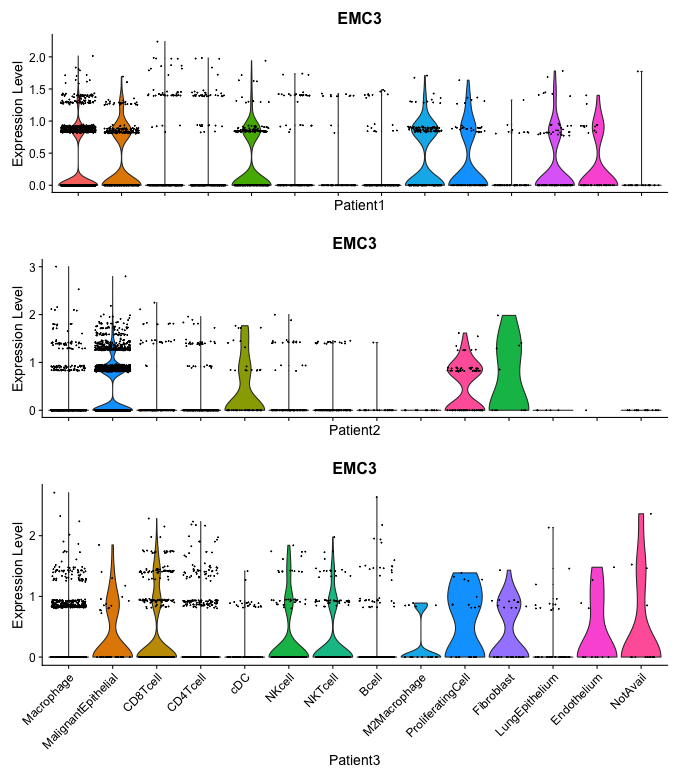 EMC3
Expression Level
2.0
1.5
1.0
0.5
0.0
Patient1
EMC3
Expression Level
3
2
1
0
Patient2
EMC3
Expression Level
2
1
0
Macrophage
MalignantEpithelial
CD8Tcell
CD4Tcell
cDC
NKcell
NKTcell
Bcell
M2Macrophage
ProliferatingCell
Fibroblast
LungEpithelium
Endothelium
NotAvail
Patient3